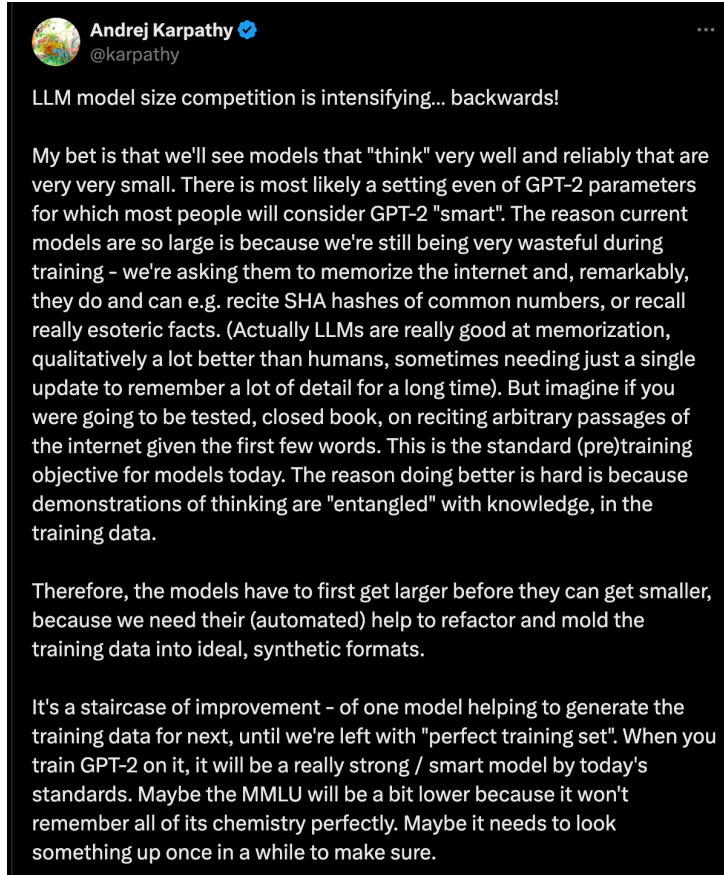 Andrej Karpathy
@karpathy
LLM model size competition is intensifying... backwards!
My bet is that we'll see models that "think" very well and reliably that are
very very small. There is most likely a setting even of GPT-2 parameters
for which most people will consider GPT-2 "smart". The reason current
models are so large is because we're still being very wasteful during
training - we're asking them to memorize the internet and, remarkably,
they do and can e.g. recite SHA hashes of common numbers, or recall
really esoteric facts. (Actually LLMs are really good at memorization,
qualitatively a lot better than humans, sometimes needing just a single
update to remember a lot of detail for a long time). But imagine if you
were going to be tested, closed book, on reciting arbitrary passages of
the internet given the first few words. This is the standard (pre)training
objective for models today. The reason doing better is hard is because
demonstrations of thinking are "entangled" with knowledge, in the
training data.
Therefore, the models have to first get larger before they can get smaller,
because we need their (automated) help to refactor and mold the
training data into ideal, synthetic formats.
It's a staircase of improvement - of one model helping to generate the
training data for next, until we're left with "perfect training set". When you
train GPT-2 on it, it will be a really strong / smart model by today's
standards. Maybe the MMLU will be a bit lower because it won't
remember all of its chemistry perfectly. Maybe it needs to look
something up once in a while to make sure.